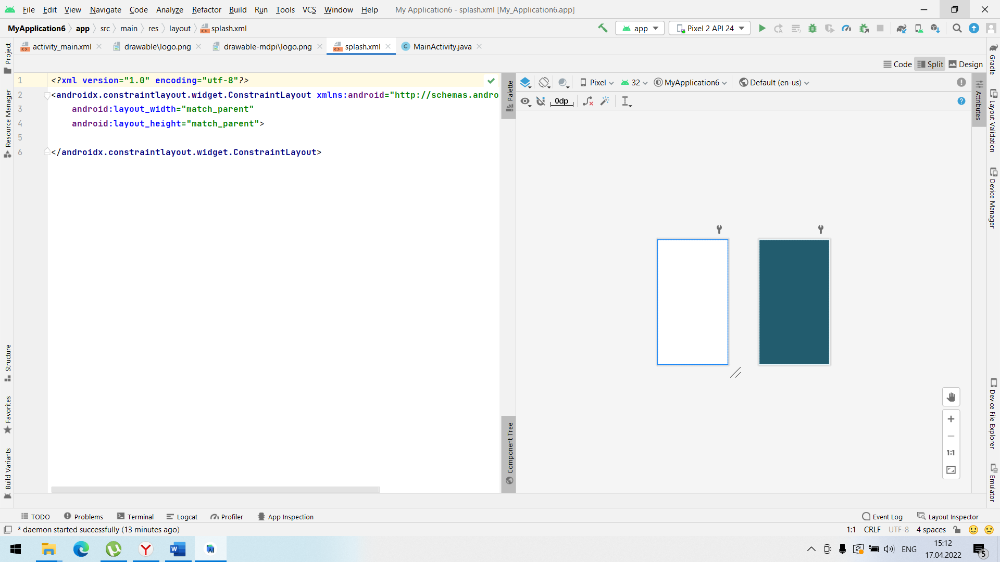 File Edit View Navigate Code Analyze Refactor Build Run Tools VCS Window Help My Application6 - splash.xml [My_Application6.app]
MyApplication6 app src main res layout splash.xml app Pixel 2 API 24
activity_main.xml drawable\logo.png drawable-mdpi\logo.png splash.xml MainActivity.java
Code Split Design
1 <?xml version="1.0" encoding="utf-8"?>
2 <androidx.constraintlayout.widget.ConstraintLayout xmlns:android="http://schemas.andro
3 android:layout_width="match_parent"
4 android:layout_height="match_parent">
5
6 </androidx.constraintlayout.widget.ConstraintLayout>
Pixel 32 MyApplication6 Default (en-us)
0dp
Project
Resource Manager
Structure
Favorites
Build Variants
Palette
Component Tree
Attributes
1:1
Gradle
Layout Validation
Device Manager
Device File Explorer
Emulator
TODO Problems Terminal Logcat Profiler App Inspection Event Log Layout Inspector
* daemon started successfully (13 minutes ago) 1:1 CRLF UTF-8 4 spaces
ENG 15:12
17.04.2022 5